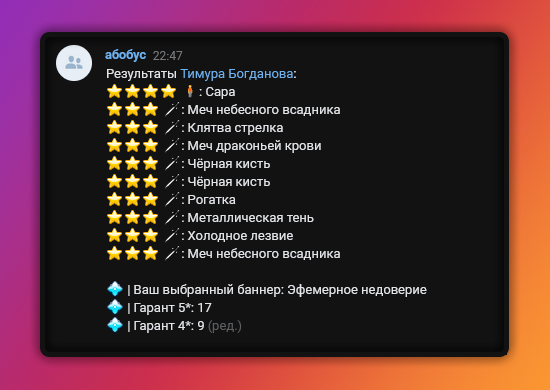 абобус 22:47
Результаты Тимура Богданова:
⭐⭐⭐⭐ 🧍: Сара
⭐⭐⭐ 🗡: Меч небесного всадника
⭐⭐⭐ 🗡: Клятва стрелка
⭐⭐⭐ 🗡: Меч драконьей крови
⭐⭐⭐ 🗡: Чёрная кисть
⭐⭐⭐ 🗡: Чёрная кисть
⭐⭐⭐ 🗡: Рогатка
⭐⭐⭐ 🗡: Металлическая тень
⭐⭐⭐ 🗡: Холодное лезвие
⭐⭐⭐ 🗡: Меч небесного всадника
💠 | Ваш выбранный баннер: Эфемерное недоверие
💠 | Гарант 5*: 17
💠 | Гарант 4*: 9 (ред.)